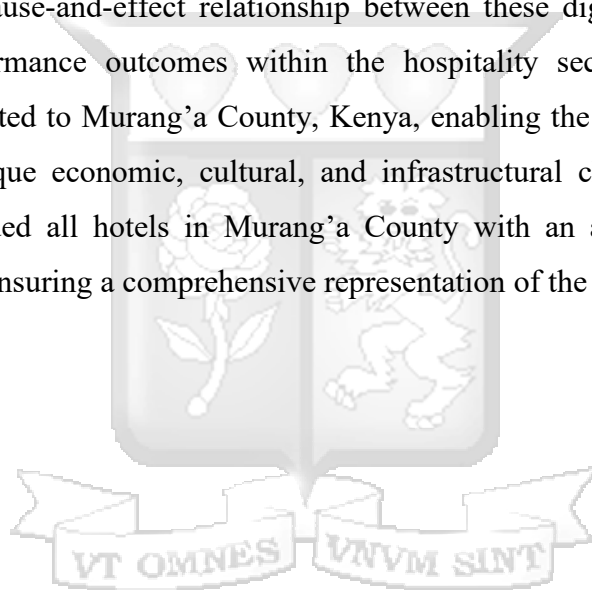 ause-and-effect relationship between these dig
rmance outcomes within the hospitality sec
ted to Murang’a County, Kenya, enabling the
que economic, cultural, and infrastructural c
ed all hotels in Murang’a County with an a
nsuring a comprehensive representation of the
VT OMNES VNVM SINT